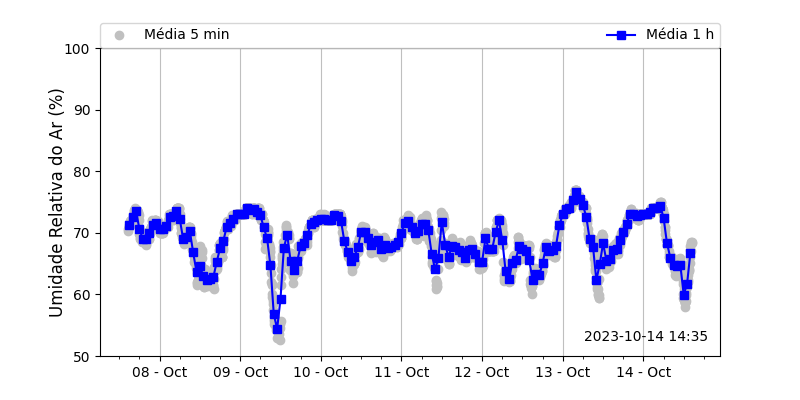 Média 5 min
Média 1 h
100
90
80
70
60
50
Umidade Relativa do Ar (%)
2023-10-14 14:35
08 - Oct
09 - Oct
10 - Oct
11 - Oct
12 - Oct
13 - Oct
14 - Oct